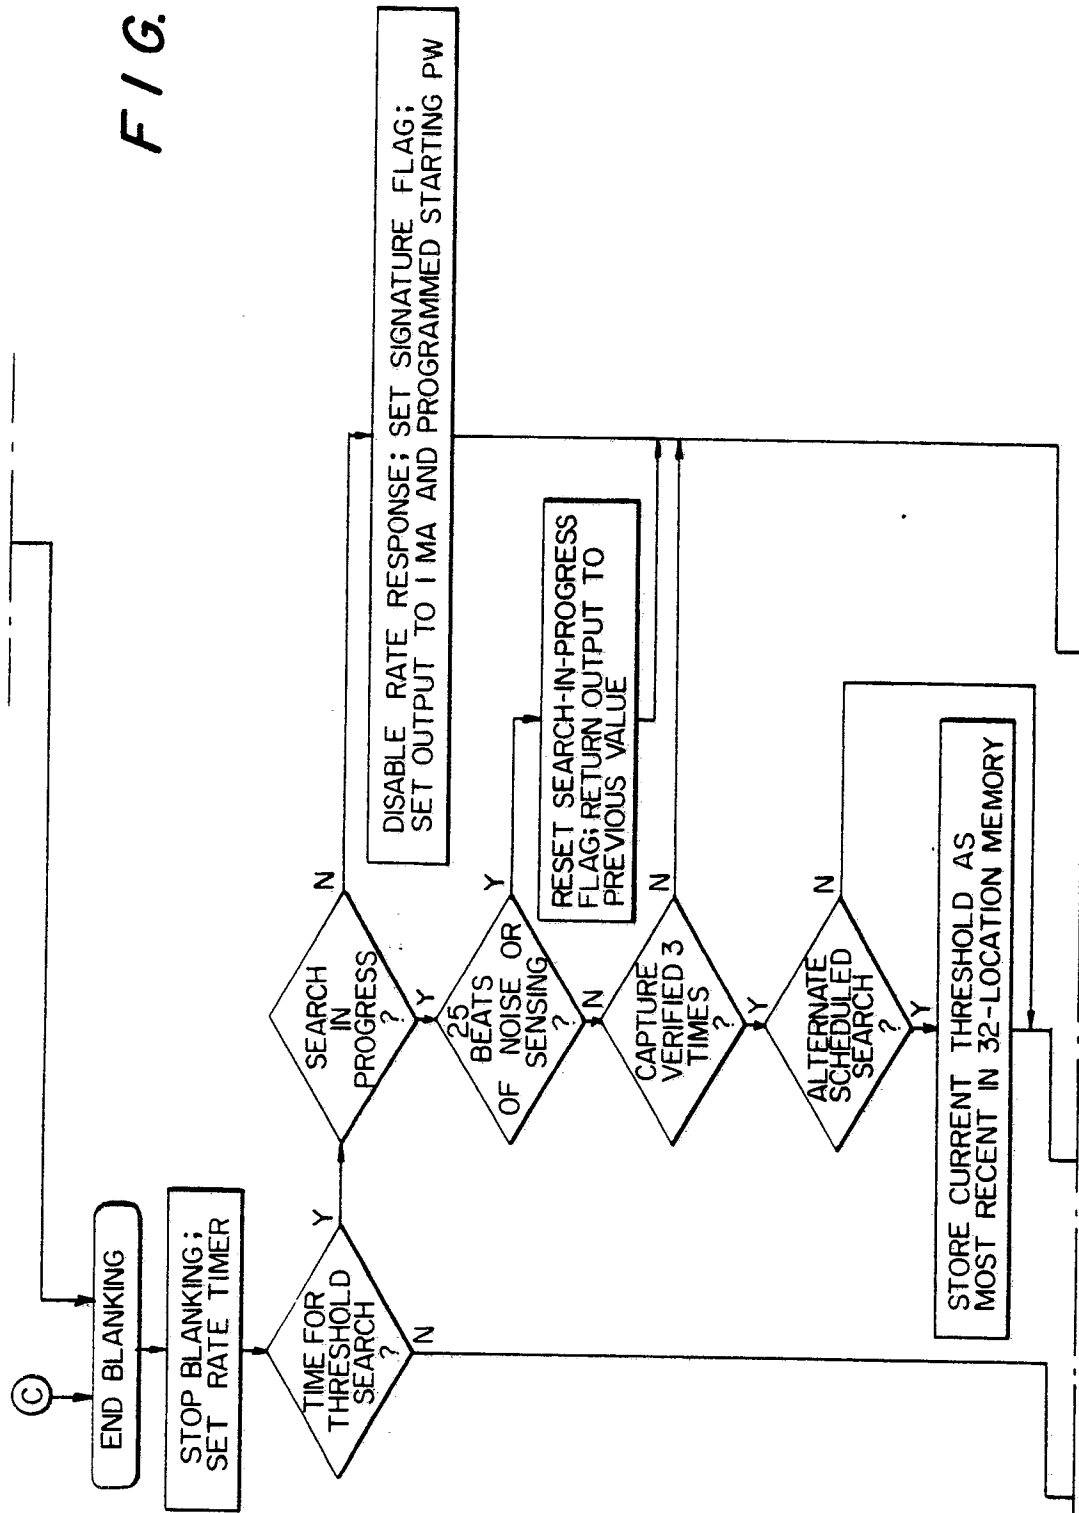 FIG.
C
END BLANKING
STOP BLANKING;
SET RATE TIMER
TIME FOR
THRESHOLD
SEARCH
?
Y
N
SEARCH
IN
PROGRESS
?
N
Y
DISABLE RATE RESPONSE; SET SIGNATURE FLAG;
SET OUTPUT TO 1 MA AND PROGRAMMED STARTING PW
25
BEATS
OF NOISE OR
SENSING
?
Y
N
RESET SEARCH-IN-PROGRESS
FLAG; RETURN OUTPUT TO
PREVIOUS VALUE
CAPTURE
VERIFIED 3
TIMES
?
N
Y
ALTERNATE
SCHEDULED
SEARCH
?
N
Y
STORE CURRENT THRESHOLD AS
MOST RECENT IN 32-LOCATION MEMORY